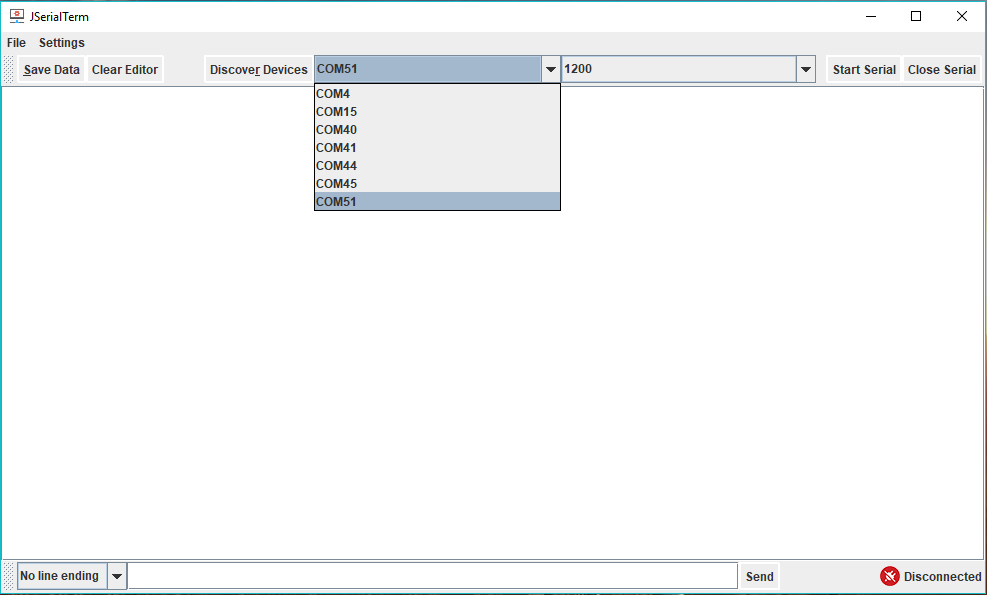 JSerialTerm
File Settings
Save Data Clear Editor Discover Devices COM51 1200 Start Serial Close Serial
COM4
COM15
COM40
COM41
COM44
COM45
COM51
No line ending Send Disconnected